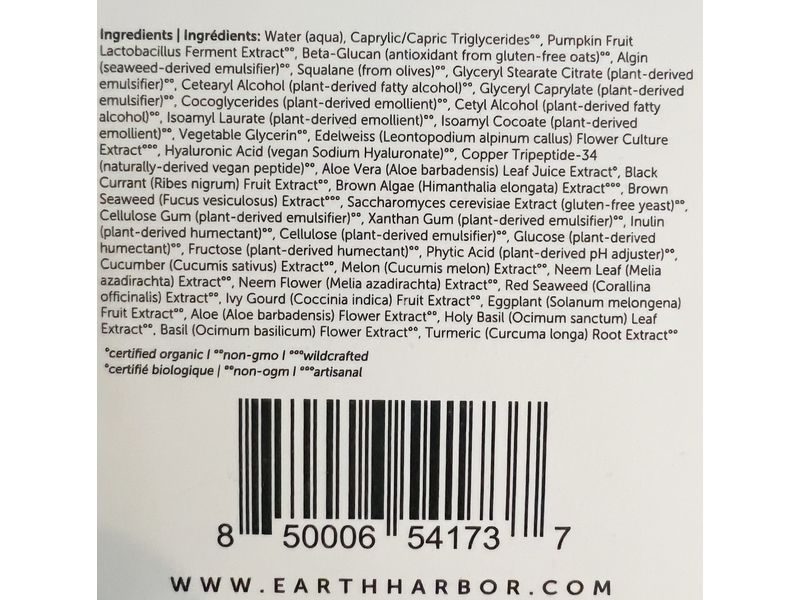 Ingredients | Ingrédients: Water (aqua), Caprylic/Capric Triglycerides°°, Pumpkin Fruit
Lactobacillus Ferment Extract°°, Beta-Glucan (antioxidant from gluten-free oats)°°, Algin
(seaweed-derived emulsifier)°°, Squalane (from olives)°°, Glyceryl Stearate Citrate (plant-derived
emulsifier)°°, Cetearyl Alcohol (plant-derived fatty alcohol)°°, Glyceryl Caprylate (plant-derived
emulsifier)°°, Cocoglycerides (plant-derived emollient)°°, Cetyl Alcohol (plant-derived fatty
alcohol)°°, Isoamyl Laurate (plant-derived emollient)°°, Isoamyl Cocoate (plant-derived
emollient)°°, Vegetable Glycerin°°, Edelweiss (Leontopodium alpinum callus) Flower Culture
Extract°°°, Hyaluronic Acid (vegan Sodium Hyaluronate)°°, Copper Tripeptide-34
(naturally-derived vegan peptide)°°, Aloe Vera (Aloe barbadensis) Leaf Juice Extract°, Black
Currant (Ribes nigrum) Fruit Extract°°, Brown Algae (Himanthalia elongata) Extract°°°, Brown
Seaweed (Fucus vesiculosus) Extract°°°, Saccharomyces cerevisiae Extract (gluten-free yeast)°°,
Cellulose Gum (plant-derived emulsifier)°°, Xanthan Gum (plant-derived emulsifier)°°, Inulin
(plant-derived humectant)°°, Cellulose (plant-derived emulsifier)°°, Glucose (plant-derived
humectant)°°, Fructose (plant-derived humectant)°°, Phytic Acid (plant-derived pH adjuster)°°,
Cucumber (Cucumis sativus) Extract°°, Melon (Cucumis melon) Extract°°, Neem Leaf (Melia
azadirachta) Extract°°, Neem Flower (Melia azadirachta) Extract°°, Red Seaweed (Corallina
officinalis) Extract°°, Ivy Gourd (Coccinia indica) Fruit Extract°°, Eggplant (Solanum melongena)
Fruit Extract°°, Aloe (Aloe barbadensis) Flower Extract°°, Holy Basil (Ocimum sanctum) Leaf
Extract°°, Basil (Ocimum basilicum) Flower Extract°°, Turmeric (Curcuma longa) Root Extract°°
°certified organic | °°non-gmo | °°°wildcrafted
°certifié biologique | °°non-ogm | °°°artisanal
8 50006 54173 7
WWW.EARTHHARBOR.COM